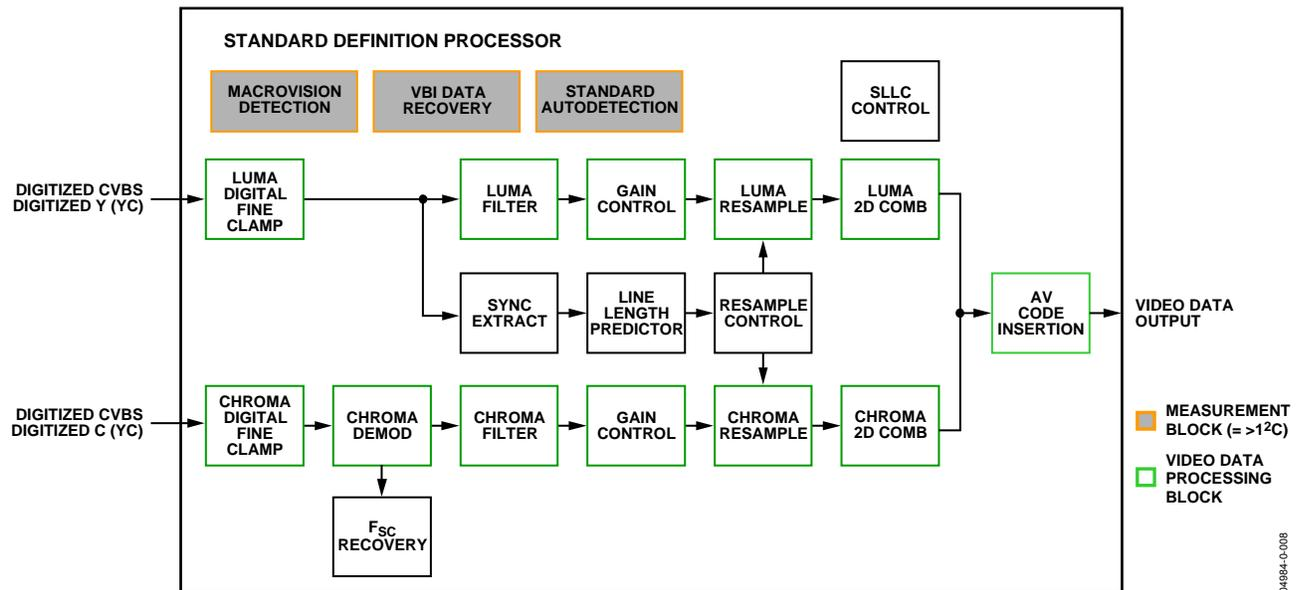 STANDARD DEFINITION PROCESSOR
MACROVISION
DETECTION
VBI DATA
RECOVERY
STANDARD
AUTODETECTION
SLLC
CONTROL
DIGITIZED CVBS
DIGITIZED Y (YC)
LUMA
DIGITAL
FINE
CLAMP
LUMA
FILTER
GAIN
CONTROL
LUMA
RESAMPLE
LUMA
2D COMB
SYNC
EXTRACT
LINE
LENGTH
PREDICTOR
RESAMPLE
CONTROL
AV
CODE
INSERTION
VIDEO DATA
OUTPUT
DIGITIZED CVBS
DIGITIZED C (YC)
CHROMA
DIGITAL
FINE
CLAMP
CHROMA
DEMOD
CHROMA
FILTER
GAIN
CONTROL
CHROMA
RESAMPLE
CHROMA
2D COMB
FSC
RECOVERY
MEASUREMENT
BLOCK (= >1²C)
VIDEO DATA
PROCESSING
BLOCK
04984-0-008